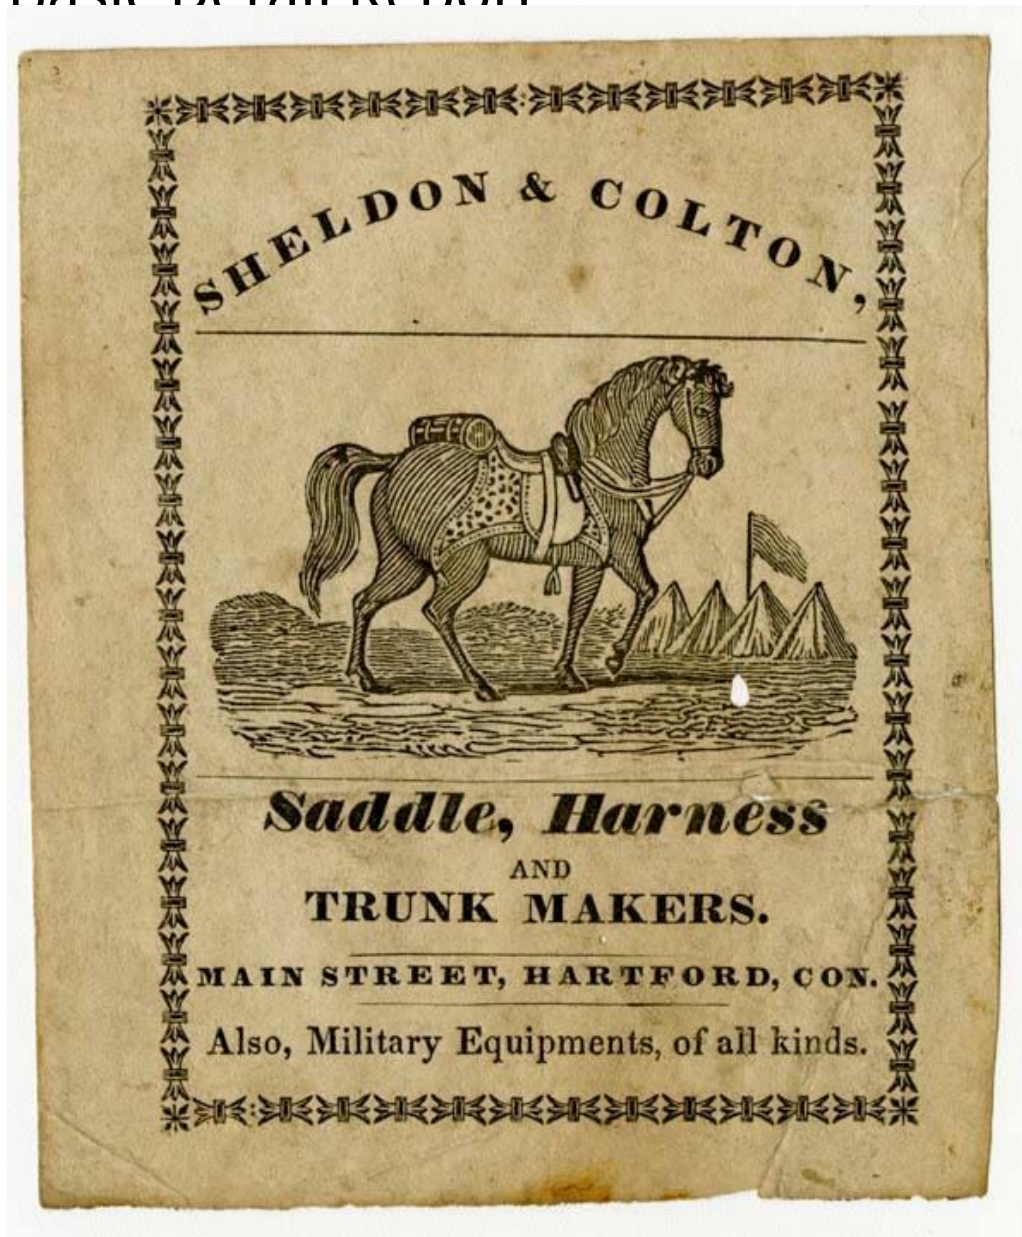 SHELDON & COLTON,
Saddle, Harness
AND
TRUNK MAKERS.
MAIN STREET, HARTFORD, CON.
Also, Military Equipments, of all kinds.